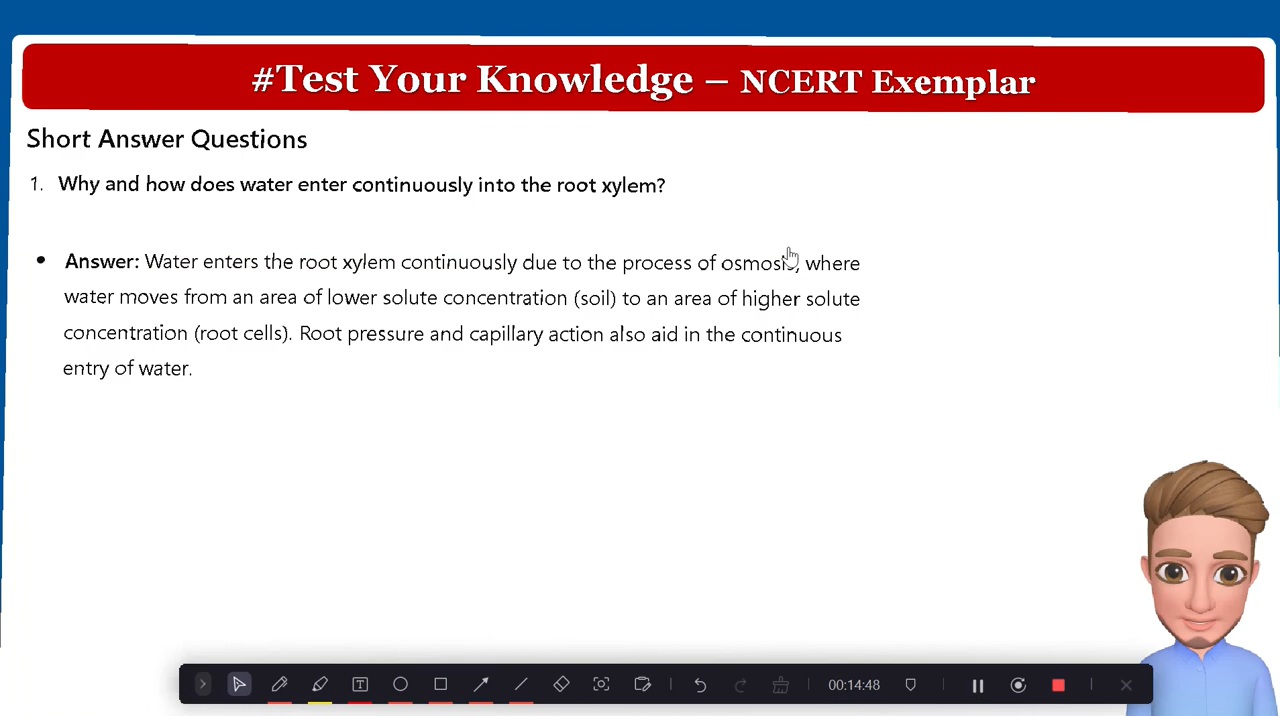 #Test Your Knowledge – NCERT Exemplar
Short Answer Questions
1. Why and how does water enter continuously into the root xylem?
• Answer: Water enters the root xylem continuously due to the process of osmosis, where
water moves from an area of lower solute concentration (soil) to an area of higher solute
concentration (root cells). Root pressure and capillary action also aid in the continuous
entry of water.
00:14:48